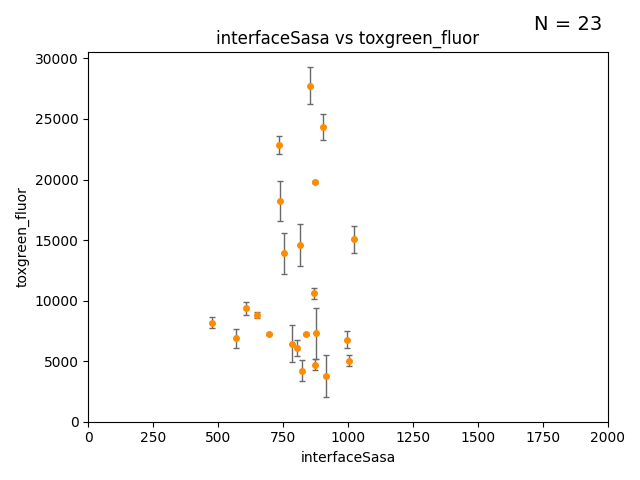 N = 23
interfaceSasa vs toxgreen_fluor
30000
25000
20000
15000
10000
5000
0
toxgreen_fluor
0 250 500 750 1000 1250 1500 1750 2000
interfaceSasa